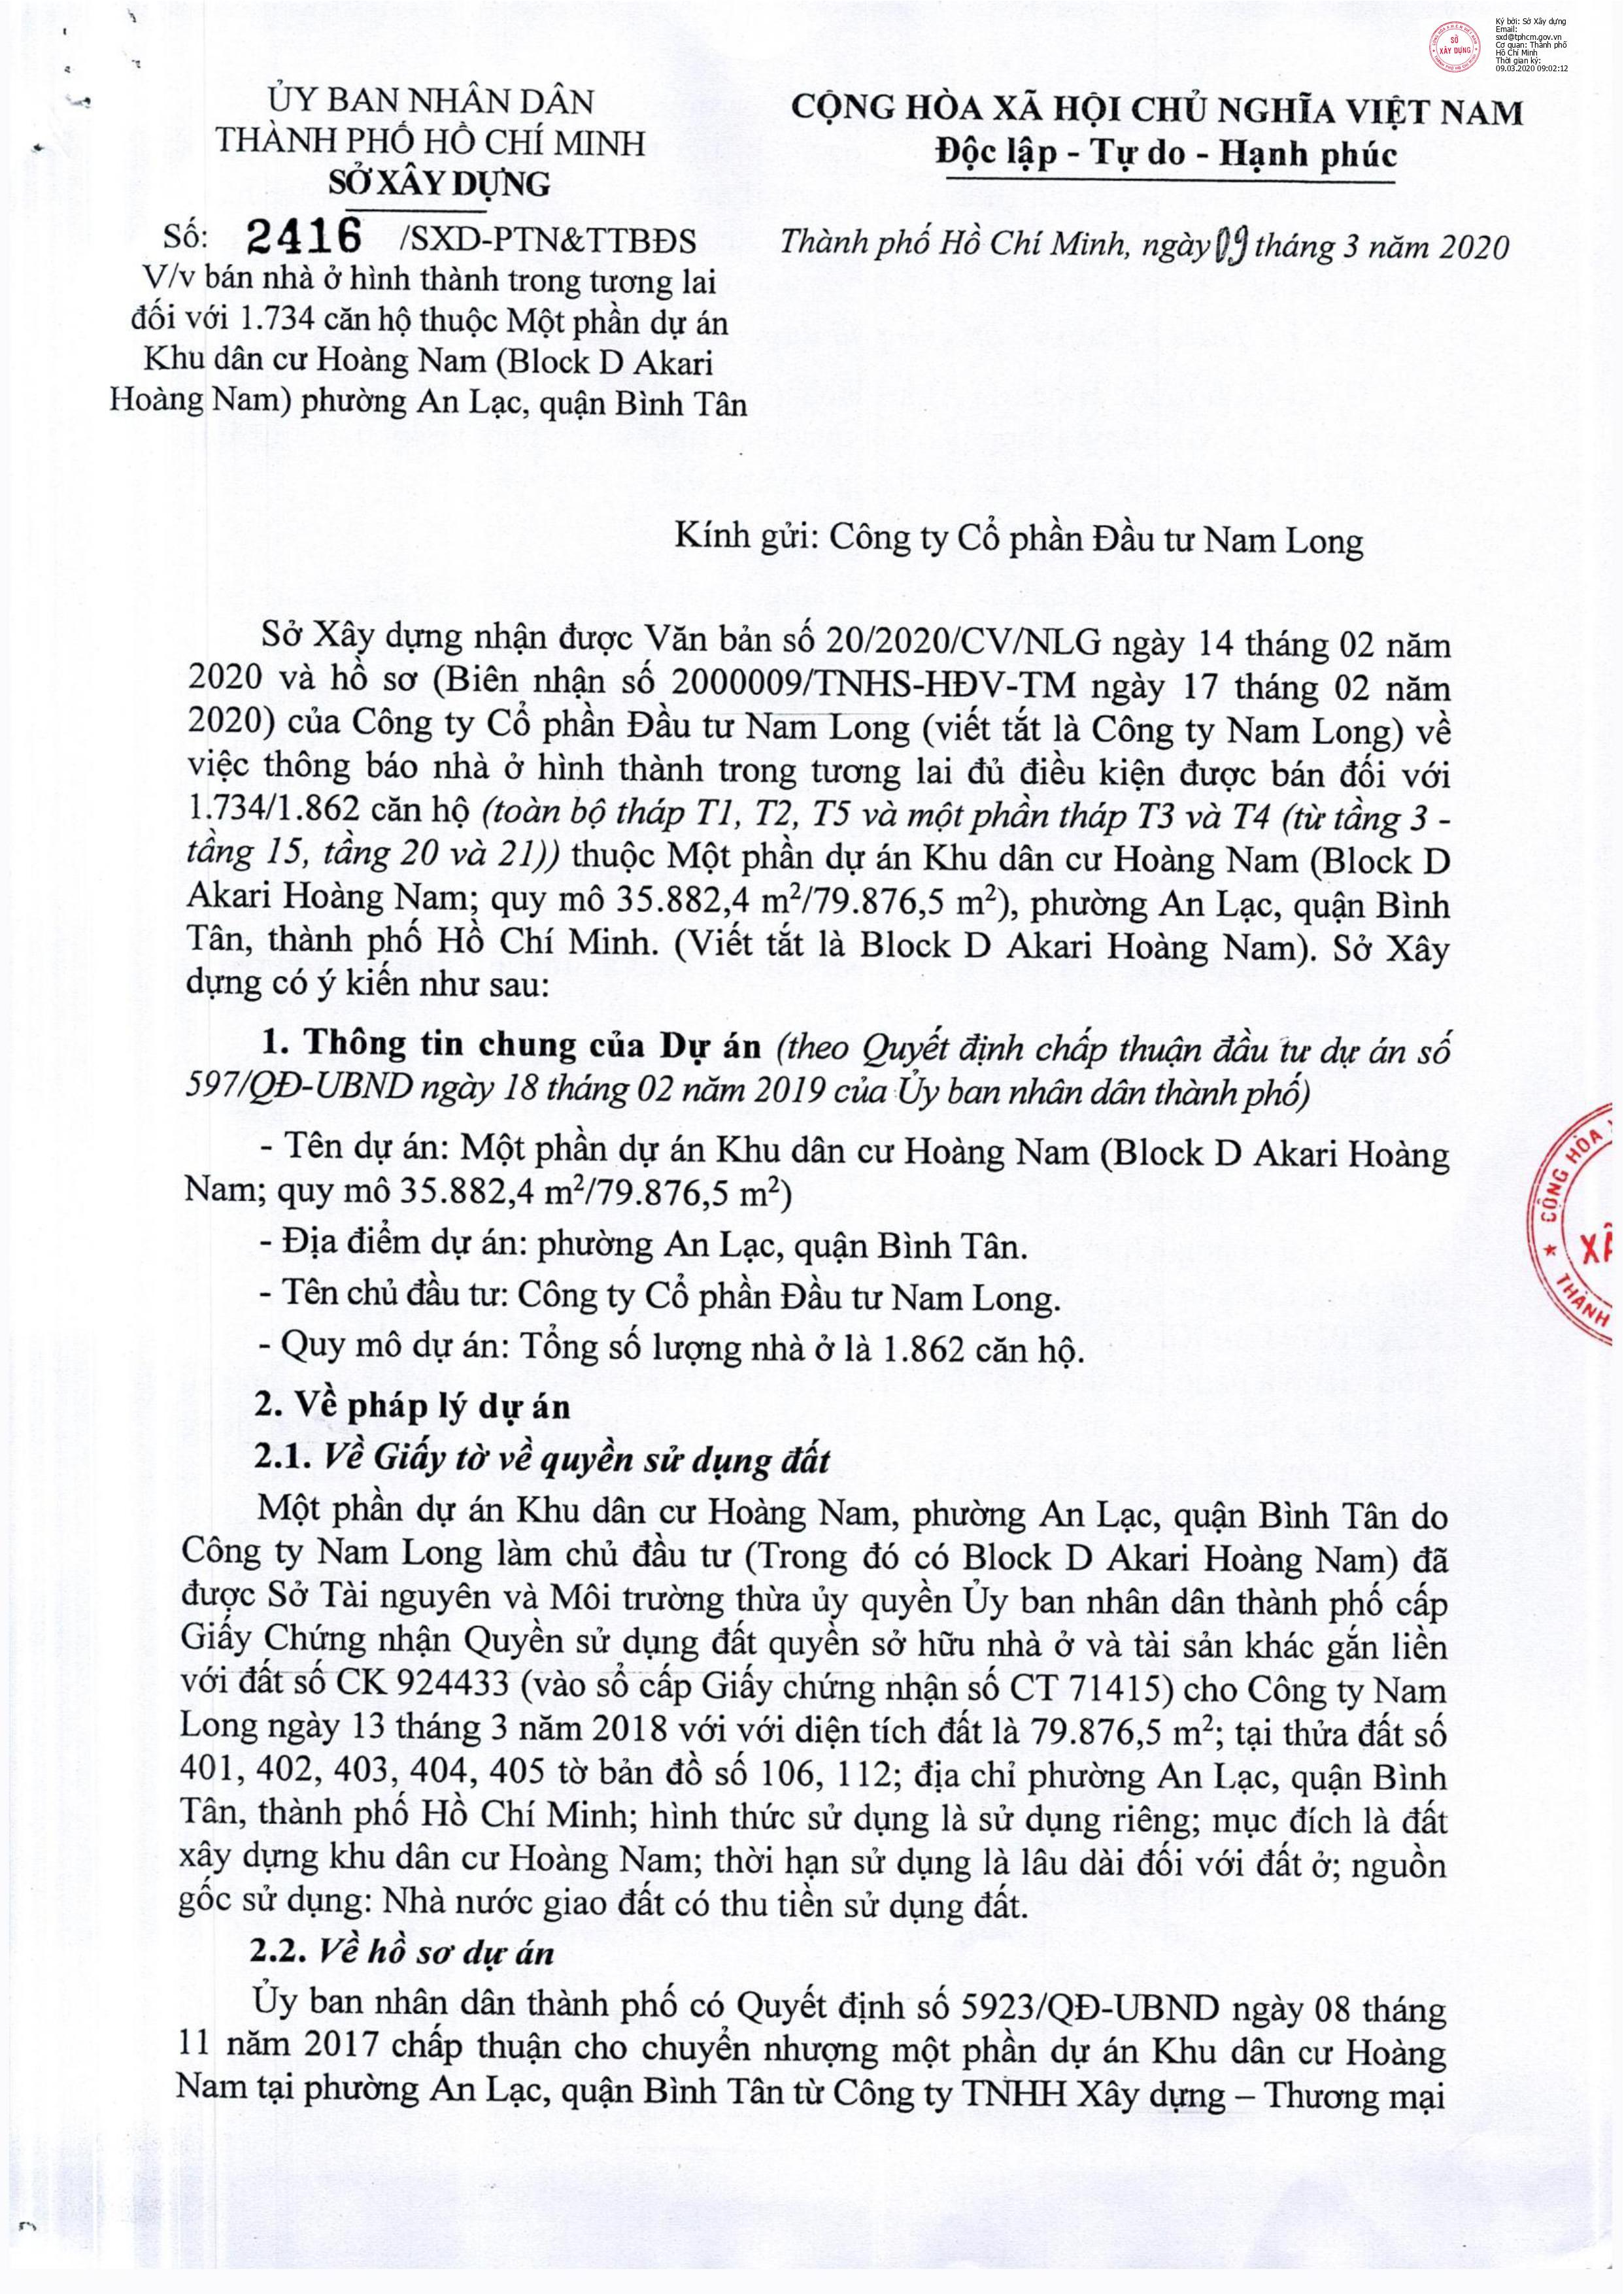 Ký bởi: Sở Xây dựng
Email:
sxd@tphcm.gov.vn
Cơ quan: Thành phố
Hồ Chí Minh
Thời gian ký:
09.03.2020 09:02:12
SỞ
XÂY DỰNG
ỦY BAN NHÂN DÂN
THÀNH PHỐ HỒ CHÍ MINH
SỞ XÂY DỰNG
Số: 2416 /SXD-PTN&TTBĐS
V/v bán nhà ở hình thành trong tương lai
đối với 1.734 căn hộ thuộc Một phần dự án
Khu dân cư Hoàng Nam (Block D Akari
Hoàng Nam) phường An Lạc, quận Bình Tân
CỘNG HÒA XÃ HỘI CHỦ NGHĨA VIỆT NAM
Độc lập - Tự do - Hạnh phúc
Thành phố Hồ Chí Minh, ngày 09 tháng 3 năm 2020
Kính gửi: Công ty Cổ phần Đầu tư Nam Long
Sở Xây dựng nhận được Văn bản số 20/2020/CV/NLG ngày 14 tháng 02 năm
2020 và hồ sơ (Biên nhận số 2000009/TNHS-HĐV-TM ngày 17 tháng 02 năm
2020) của Công ty Cổ phần Đầu tư Nam Long (viết tắt là Công ty Nam Long) về
việc thông báo nhà ở hình thành trong tương lai đủ điều kiện được bán đối với
1.734/1.862 căn hộ (toàn bộ tháp T1, T2, T5 và một phần tháp T3 và T4 (từ tầng 3 -
tầng 15, tầng 20 và 21)) thuộc Một phần dự án Khu dân cư Hoàng Nam (Block D
Akari Hoàng Nam; quy mô 35.882,4 m²/79.876,5 m²), phường An Lạc, quận Bình
Tân, thành phố Hồ Chí Minh. (Viết tắt là Block D Akari Hoàng Nam). Sở Xây
dựng có ý kiến như sau:
1. Thông tin chung của Dự án (theo Quyết định chấp thuận đầu tư dự án số
597/QĐ-UBND ngày 18 tháng 02 năm 2019 của Ủy ban nhân dân thành phố)
- Tên dự án: Một phần dự án Khu dân cư Hoàng Nam (Block D Akari Hoàng
Nam; quy mô 35.882,4 m²/79.876,5 m²)
- Địa điểm dự án: phường An Lạc, quận Bình Tân.
- Tên chủ đầu tư: Công ty Cổ phần Đầu tư Nam Long.
- Quy mô dự án: Tổng số lượng nhà ở là 1.862 căn hộ.
CỘNG HÒA
THÀNH
2. Về pháp lý dự án
2.1. Về Giấy tờ về quyền sử dụng đất
Một phần dự án Khu dân cư Hoàng Nam, phường An Lạc, quận Bình Tân do
Công ty Nam Long làm chủ đầu tư (Trong đó có Block D Akari Hoàng Nam) đã
được Sở Tài nguyên và Môi trường thừa ủy quyền Ủy ban nhân dân thành phố cấp
Giấy Chứng nhận Quyền sử dụng đất quyền sở hữu nhà ở và tài sản khác gắn liền
với đất số CK 924433 (vào sổ cấp Giấy chứng nhận số CT 71415) cho Công ty Nam
Long ngày 13 tháng 3 năm 2018 với với diện tích đất là 79.876,5 m²; tại thửa đất số
401, 402, 403, 404, 405 tờ bản đồ số 106, 112; địa chỉ phường An Lạc, quận Bình
Tân, thành phố Hồ Chí Minh; hình thức sử dụng là sử dụng riêng; mục đích là đất
xây dựng khu dân cư Hoàng Nam; thời hạn sử dụng là lâu dài đối với đất ở; nguồn
gốc sử dụng: Nhà nước giao đất có thu tiền sử dụng đất.
2.2. Về hồ sơ dự án
Ủy ban nhân dân thành phố có Quyết định số 5923/QĐ-UBND ngày 08 tháng
11 năm 2017 chấp thuận cho chuyển nhượng một phần dự án Khu dân cư Hoàng
Nam tại phường An Lạc, quận Bình Tân từ Công ty TNHH Xây dựng – Thương mại